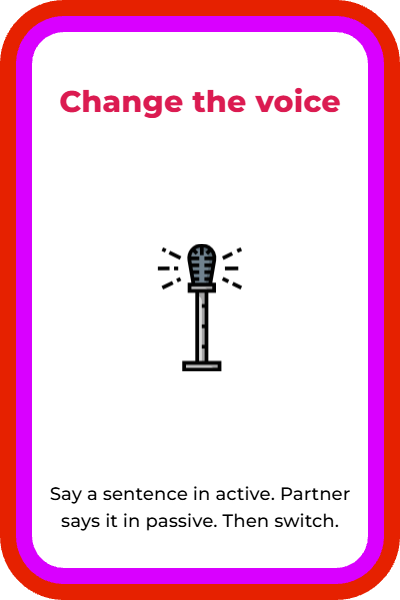 Change the voice
Say a sentence in active. Partner
says it in passive. Then switch.